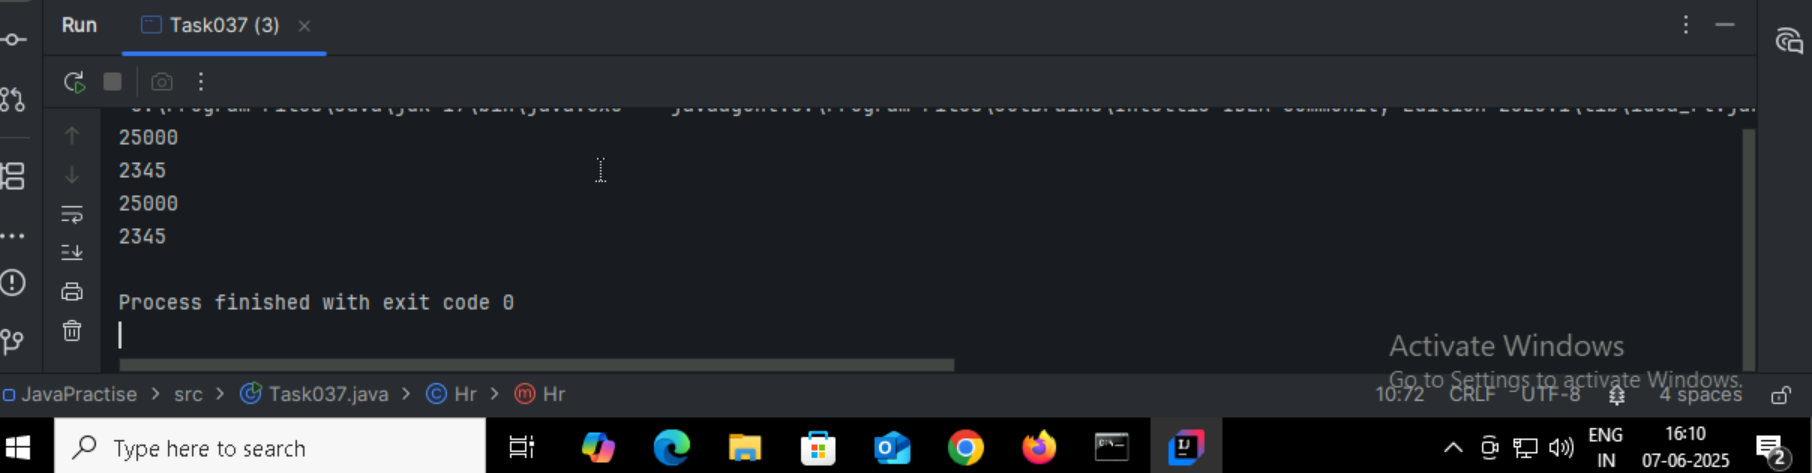 Run Task037 (3)
25000
2345
25000
2345
Process finished with exit code 0
Activate Windows
Go to Settings to activate Windows.
JavaPractise > src > Task037.java > Hr > Hr 10:72 CRLF UTF-8 4 spaces
Type here to search
ENG
IN
16:10
07-06-2025
2